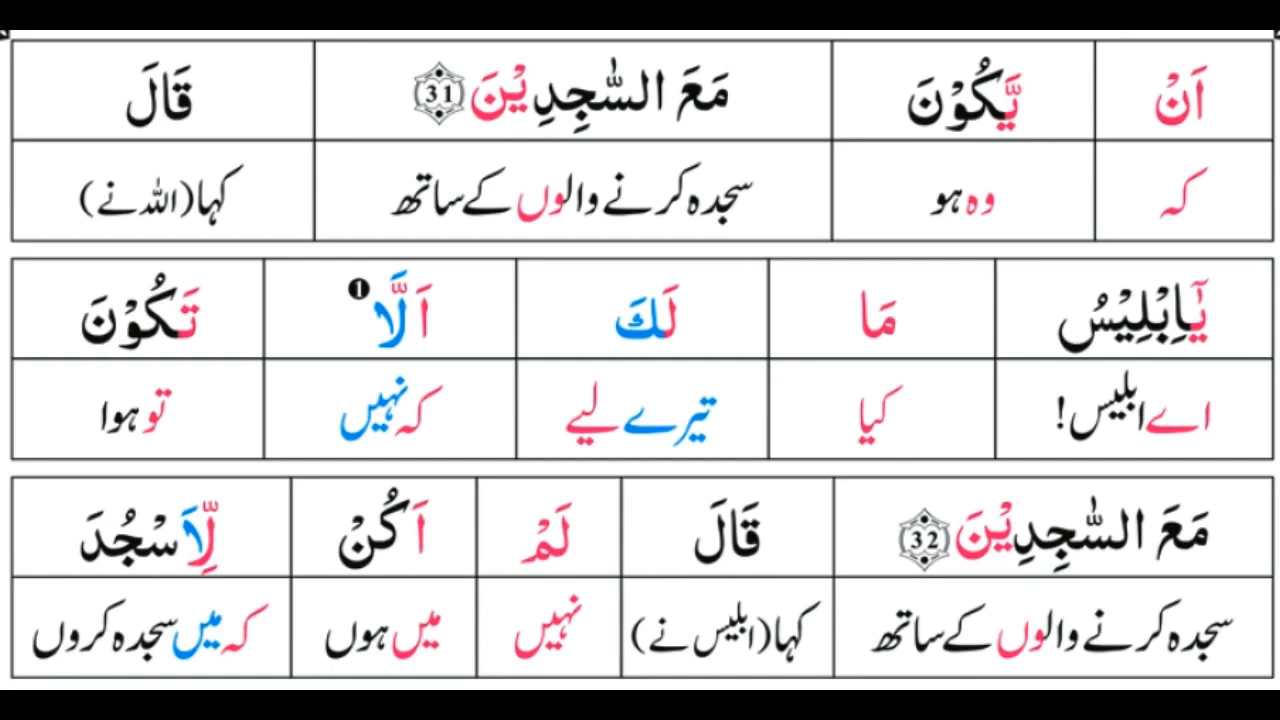 اَنْ يَّكُوْنَ مَعَ السّٰجِدِيْنَ 31 قَالَ
کہ وہ ہو سجدہ کرنے والوں کے ساتھ کہا (اللہ نے)
يٰٓاِبْلِيْسُ مَا لَكَ اَلَّا ❶ تَكُوْنَ
اے ابلیس! کیا تیرے لیے کہ نہیں تو ہوا
مَعَ السّٰجِدِيْنَ 32 قَالَ لَمْ اَكُنْ لِّاَسْجُدَ
سجدہ کرنے والوں کے ساتھ کہا (ابلیس نے) نہیں میں ہوں کہ میں سجدہ کروں